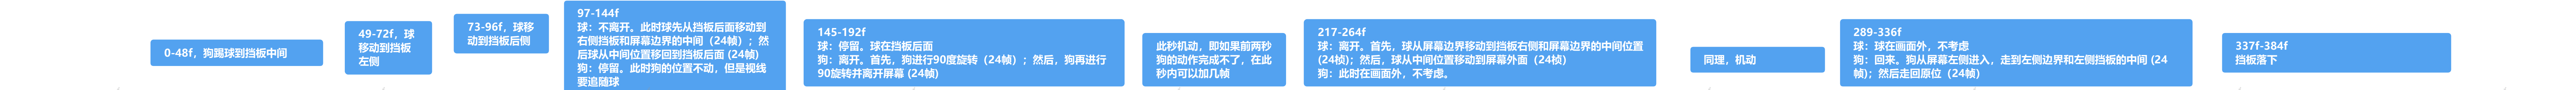 0-48f，狗踢球到挡板中间
49-72f，球
移动到挡板
左侧
73-96f，球移
动到挡板后侧
97-144f
球：不离开。此时球先从挡板后面移动到
右侧挡板和屏幕边界的中间（24帧）；然
后球从中间位置移回到挡板后面 (24帧)
狗：停留。此时狗的位置不动，但是视线
要追随球
145-192f
球：停留。球在挡板后面
狗：离开。首先，狗进行90度旋转（24帧）；然后，狗再进行
90旋转并离开屏幕 (24帧)
此秒机动，即如果前两秒
狗的动作完成不了，在此
秒内可以加几帧
217-264f
球：离开。首先，球从屏幕边界移动到挡板右侧和屏幕边界的中间位置
(24帧)；然后，球从中间位置移动到屏幕外面（24帧）
狗：此时在画面外，不考虑。
同理，机动
289-336f
球：球在画面外，不考虑
狗：回来。狗从屏幕左侧进入，走到左侧边界和左侧挡板的中间 (24
帧)；然后走回原位（24帧）
337f-384f
挡板落下